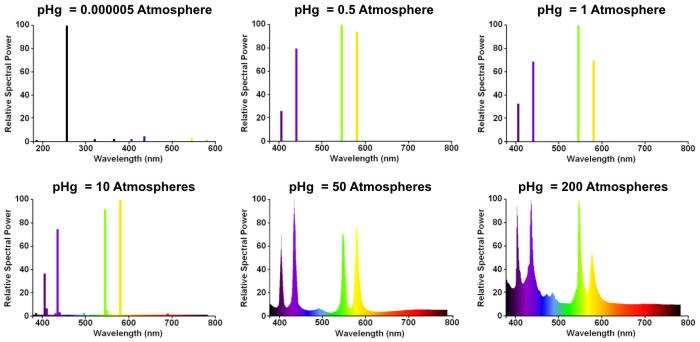 pHg = 0.000005 Atmosphere
Relative Spectral Power
100
80
60
40
20
0
200 300 400 500 600
Wavelength (nm)
pHg = 0.5 Atmosphere
Relative Spectral Power
100
80
60
40
20
0
400 500 600 700 800
Wavelength (nm)
pHg = 1 Atmosphere
Relative Spectral Power
100
80
60
40
20
0
400 500 600 700 800
Wavelength (nm)
pHg = 10 Atmospheres
Relative Spectral Power
100
80
60
40
20
0
400 500 600 700 800
Wavelength (nm)
pHg = 50 Atmospheres
Relative Spectral Power
100
80
60
40
20
0
400 500 600 700 800
Wavelength (nm)
pHg = 200 Atmospheres
Relative Spectral Power
100
80
60
40
20
0
400 500 600 700 800
Wavelength (nm)